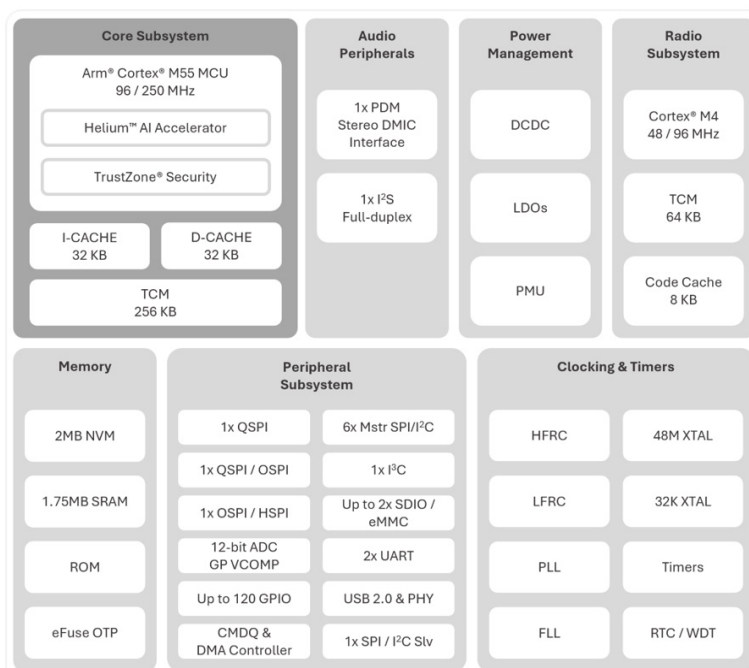 Core Subsystem
Arm® Cortex® M55 MCU
96 / 250 MHz
Helium™ AI Accelerator
TrustZone® Security
I-CACHE
32 KB
D-CACHE
32 KB
TCM
256 KB
Audio
Peripherals
1x PDM
Stereo DMIC
Interface
1x I²S
Full-duplex
Power
Management
DCDC
LDOs
PMU
Radio
Subsystem
Cortex® M4
48 / 96 MHz
TCM
64 KB
Code Cache
8 KB
Memory
2MB NVM
1.75MB SRAM
ROM
eFuse OTP
Peripheral
Subsystem
1x QSPI
6x Mstr SPI/I²C
1x QSPI / OSPI
1x I³C
1x OSPI / HSPI
Up to 2x SDIO /
eMMC
12-bit ADC
GP VCOMP
2x UART
Up to 120 GPIO
USB 2.0 & PHY
CMDQ &
DMA Controller
1x SPI / I²C Slv
Clocking & Timers
HFRC
48M XTAL
LFRC
32K XTAL
PLL
Timers
FLL
RTC / WDT